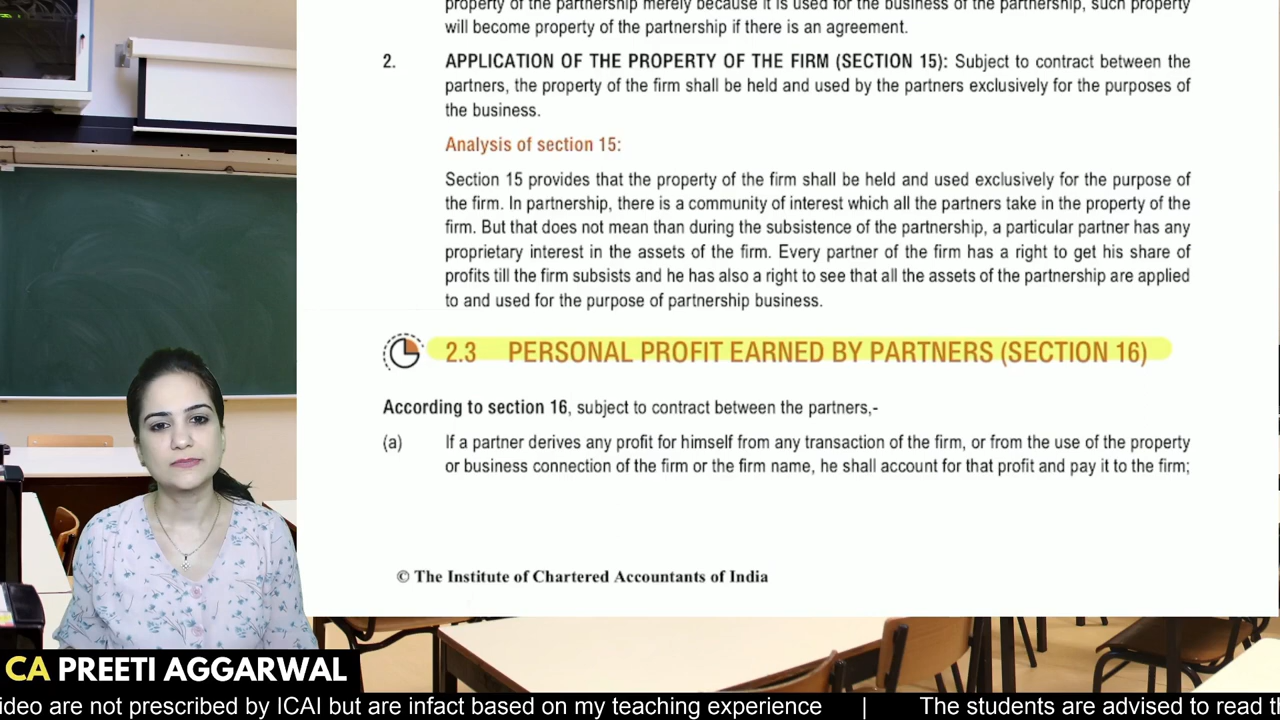 property of the partnership merely because it is used for the business of the partnership, such property
will become property of the partnership if there is an agreement.
2. APPLICATION OF THE PROPERTY OF THE FIRM (SECTION 15): Subject to contract between the
partners, the property of the firm shall be held and used by the partners exclusively for the purposes of
the business.
Analysis of section 15:
Section 15 provides that the property of the firm shall be held and used exclusively for the purpose of
the firm. In partnership, there is a community of interest which all the partners take in the property of the
firm. But that does not mean than during the subsistence of the partnership, a particular partner has any
proprietary interest in the assets of the firm. Every partner of the firm has a right to get his share of
profits till the firm subsists and he has also a right to see that all the assets of the partnership are applied
to and used for the purpose of partnership business.
2.3 PERSONAL PROFIT EARNED BY PARTNERS (SECTION 16)
According to section 16, subject to contract between the partners,-
(a) If a partner derives any profit for himself from any transaction of the firm, or from the use of the property
or business connection of the firm or the firm name, he shall account for that profit and pay it to the firm;
© The Institute of Chartered Accountants of India
CA PREETI AGGARWAL
ideo are not prescribed by ICAI but are infact based on my teaching experience | The students are advised to read t